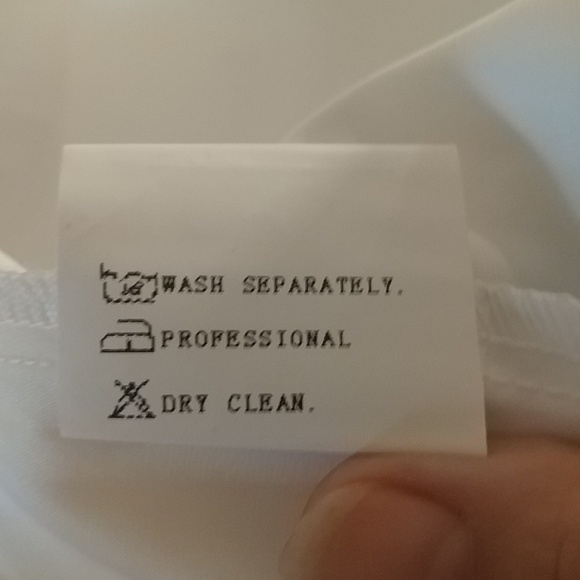 WASH SEPARATELY.
PROFESSIONAL
DRY CLEAN.